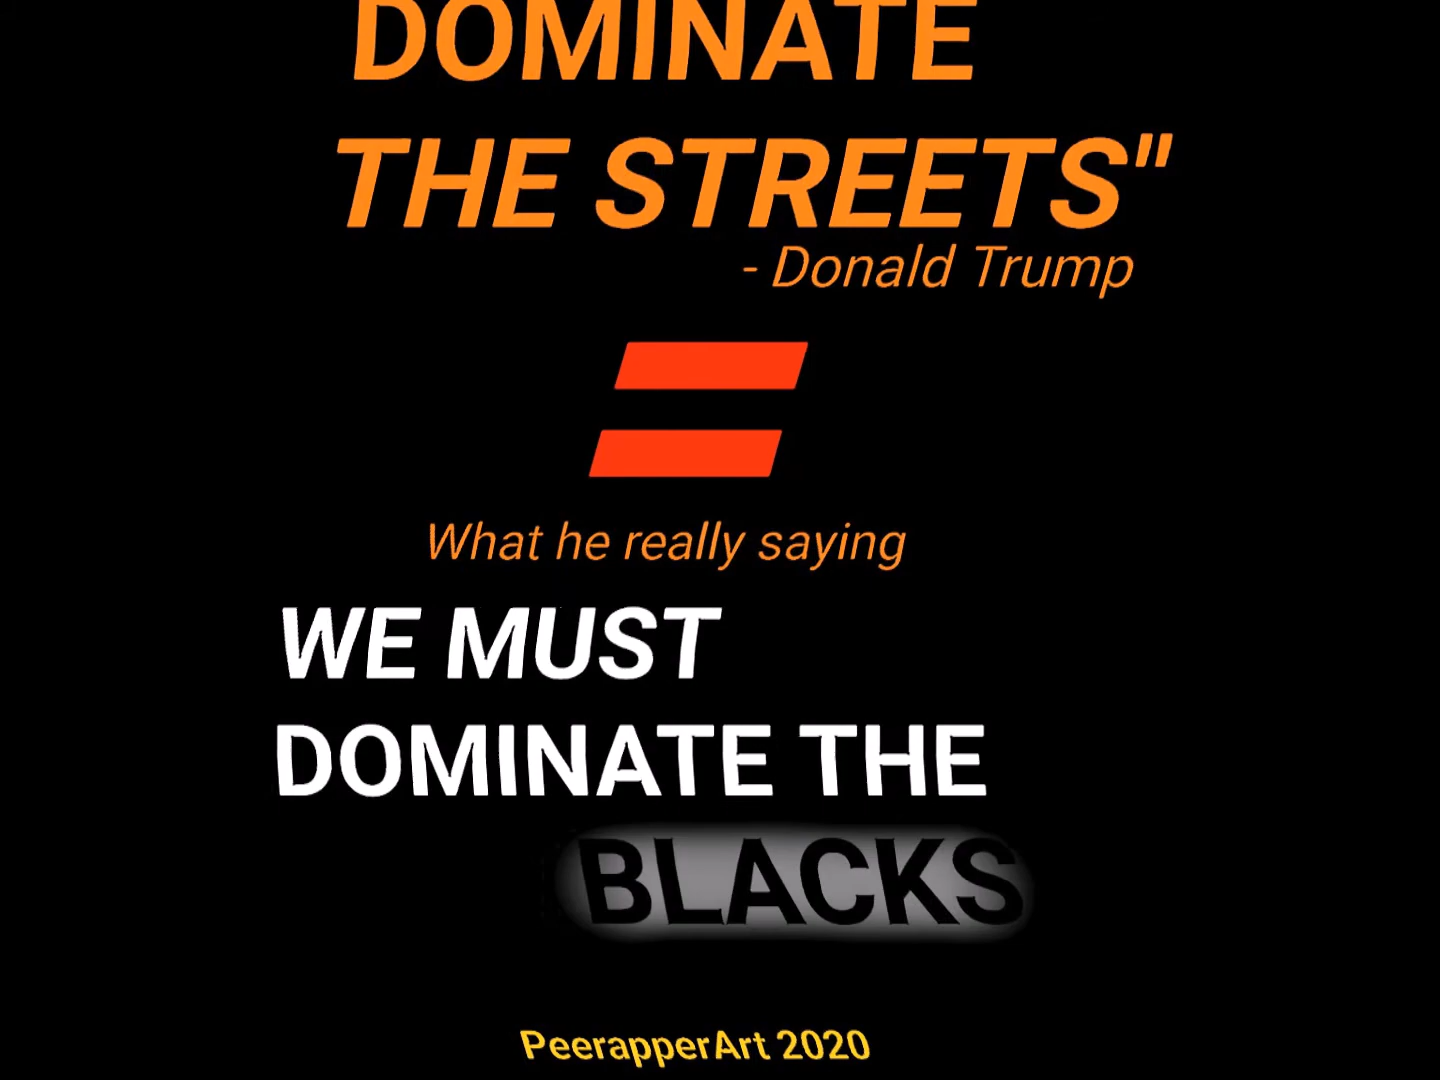 DOMINATE
THE STREETS"
- Donald Trump
What he really saying
WE MUST
DOMINATE THE
BLACKS
PeerapperArt 2020